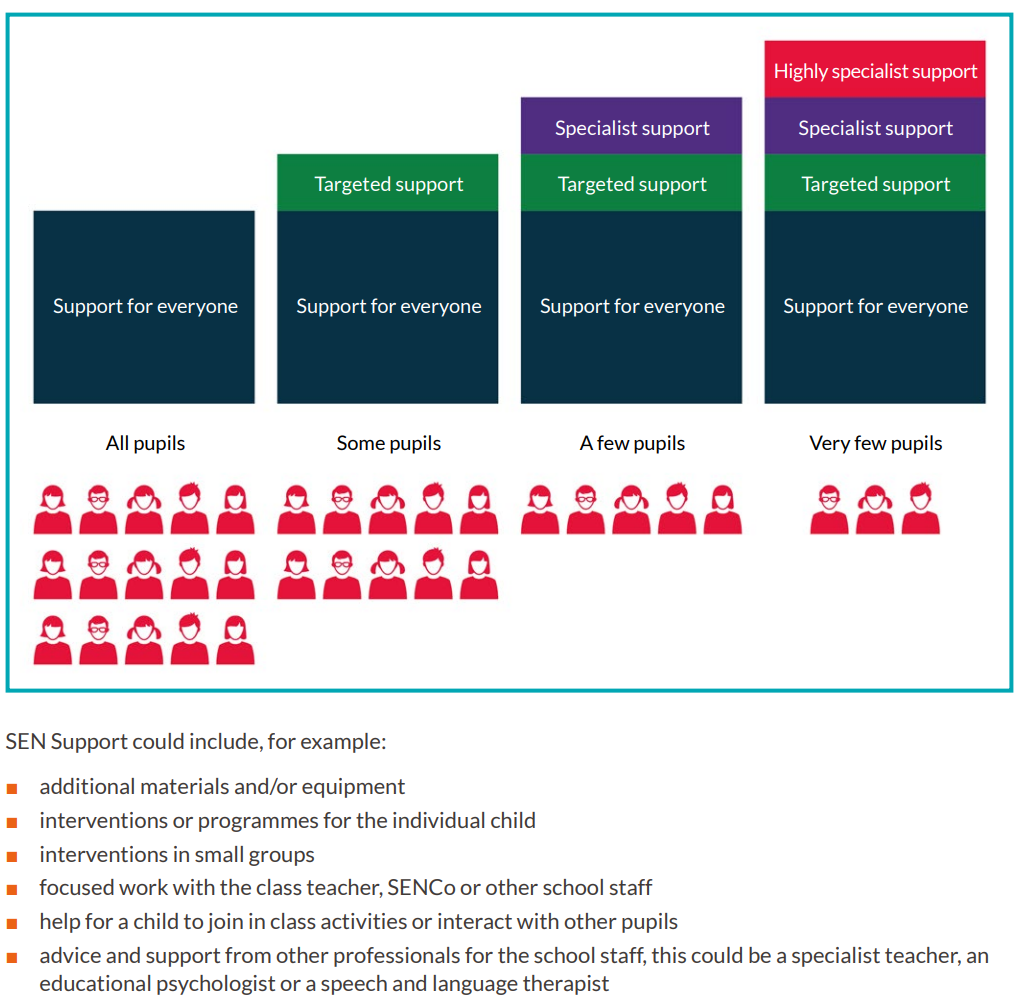 Highly specialist support
Specialist support
Specialist support
Targeted support
Targeted support
Targeted support
Support for everyone
Support for everyone
Support for everyone
Support for everyone
All pupils
Some pupils
A few pupils
Very few pupils
SEN Support could include, for example:
additional materials and/or equipment
interventions or programmes for the individual child
interventions in small groups
focused work with the class teacher, SENCo or other school staff
help for a child to join in class activities or interact with other pupils
advice and support from other professionals for the school staff, this could be a specialist teacher, an
educational psychologist or a speech and language therapist